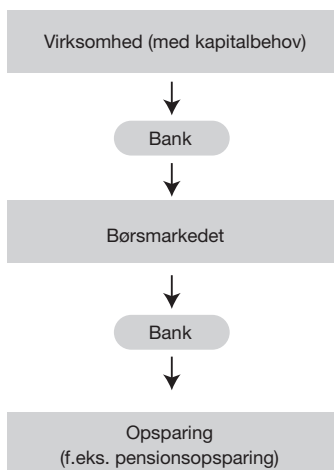 Virksomhed (med kapitalbehov)
Bank
Børsmarkedet
Bank
Opsparing
(f.eks. pensionsopsparing)